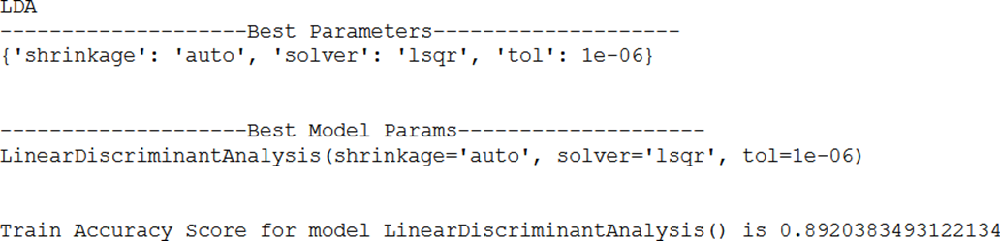 LDA
--------------------Best Parameters--------------------
{'shrinkage': 'auto', 'solver': 'lsqr', 'tol': 1e-06}
--------------------Best Model Params--------------------
LinearDiscriminantAnalysis(shrinkage='auto', solver='lsqr', tol=1e-06)
Train Accuracy Score for model LinearDiscriminantAnalysis() is 0.8920383493122134